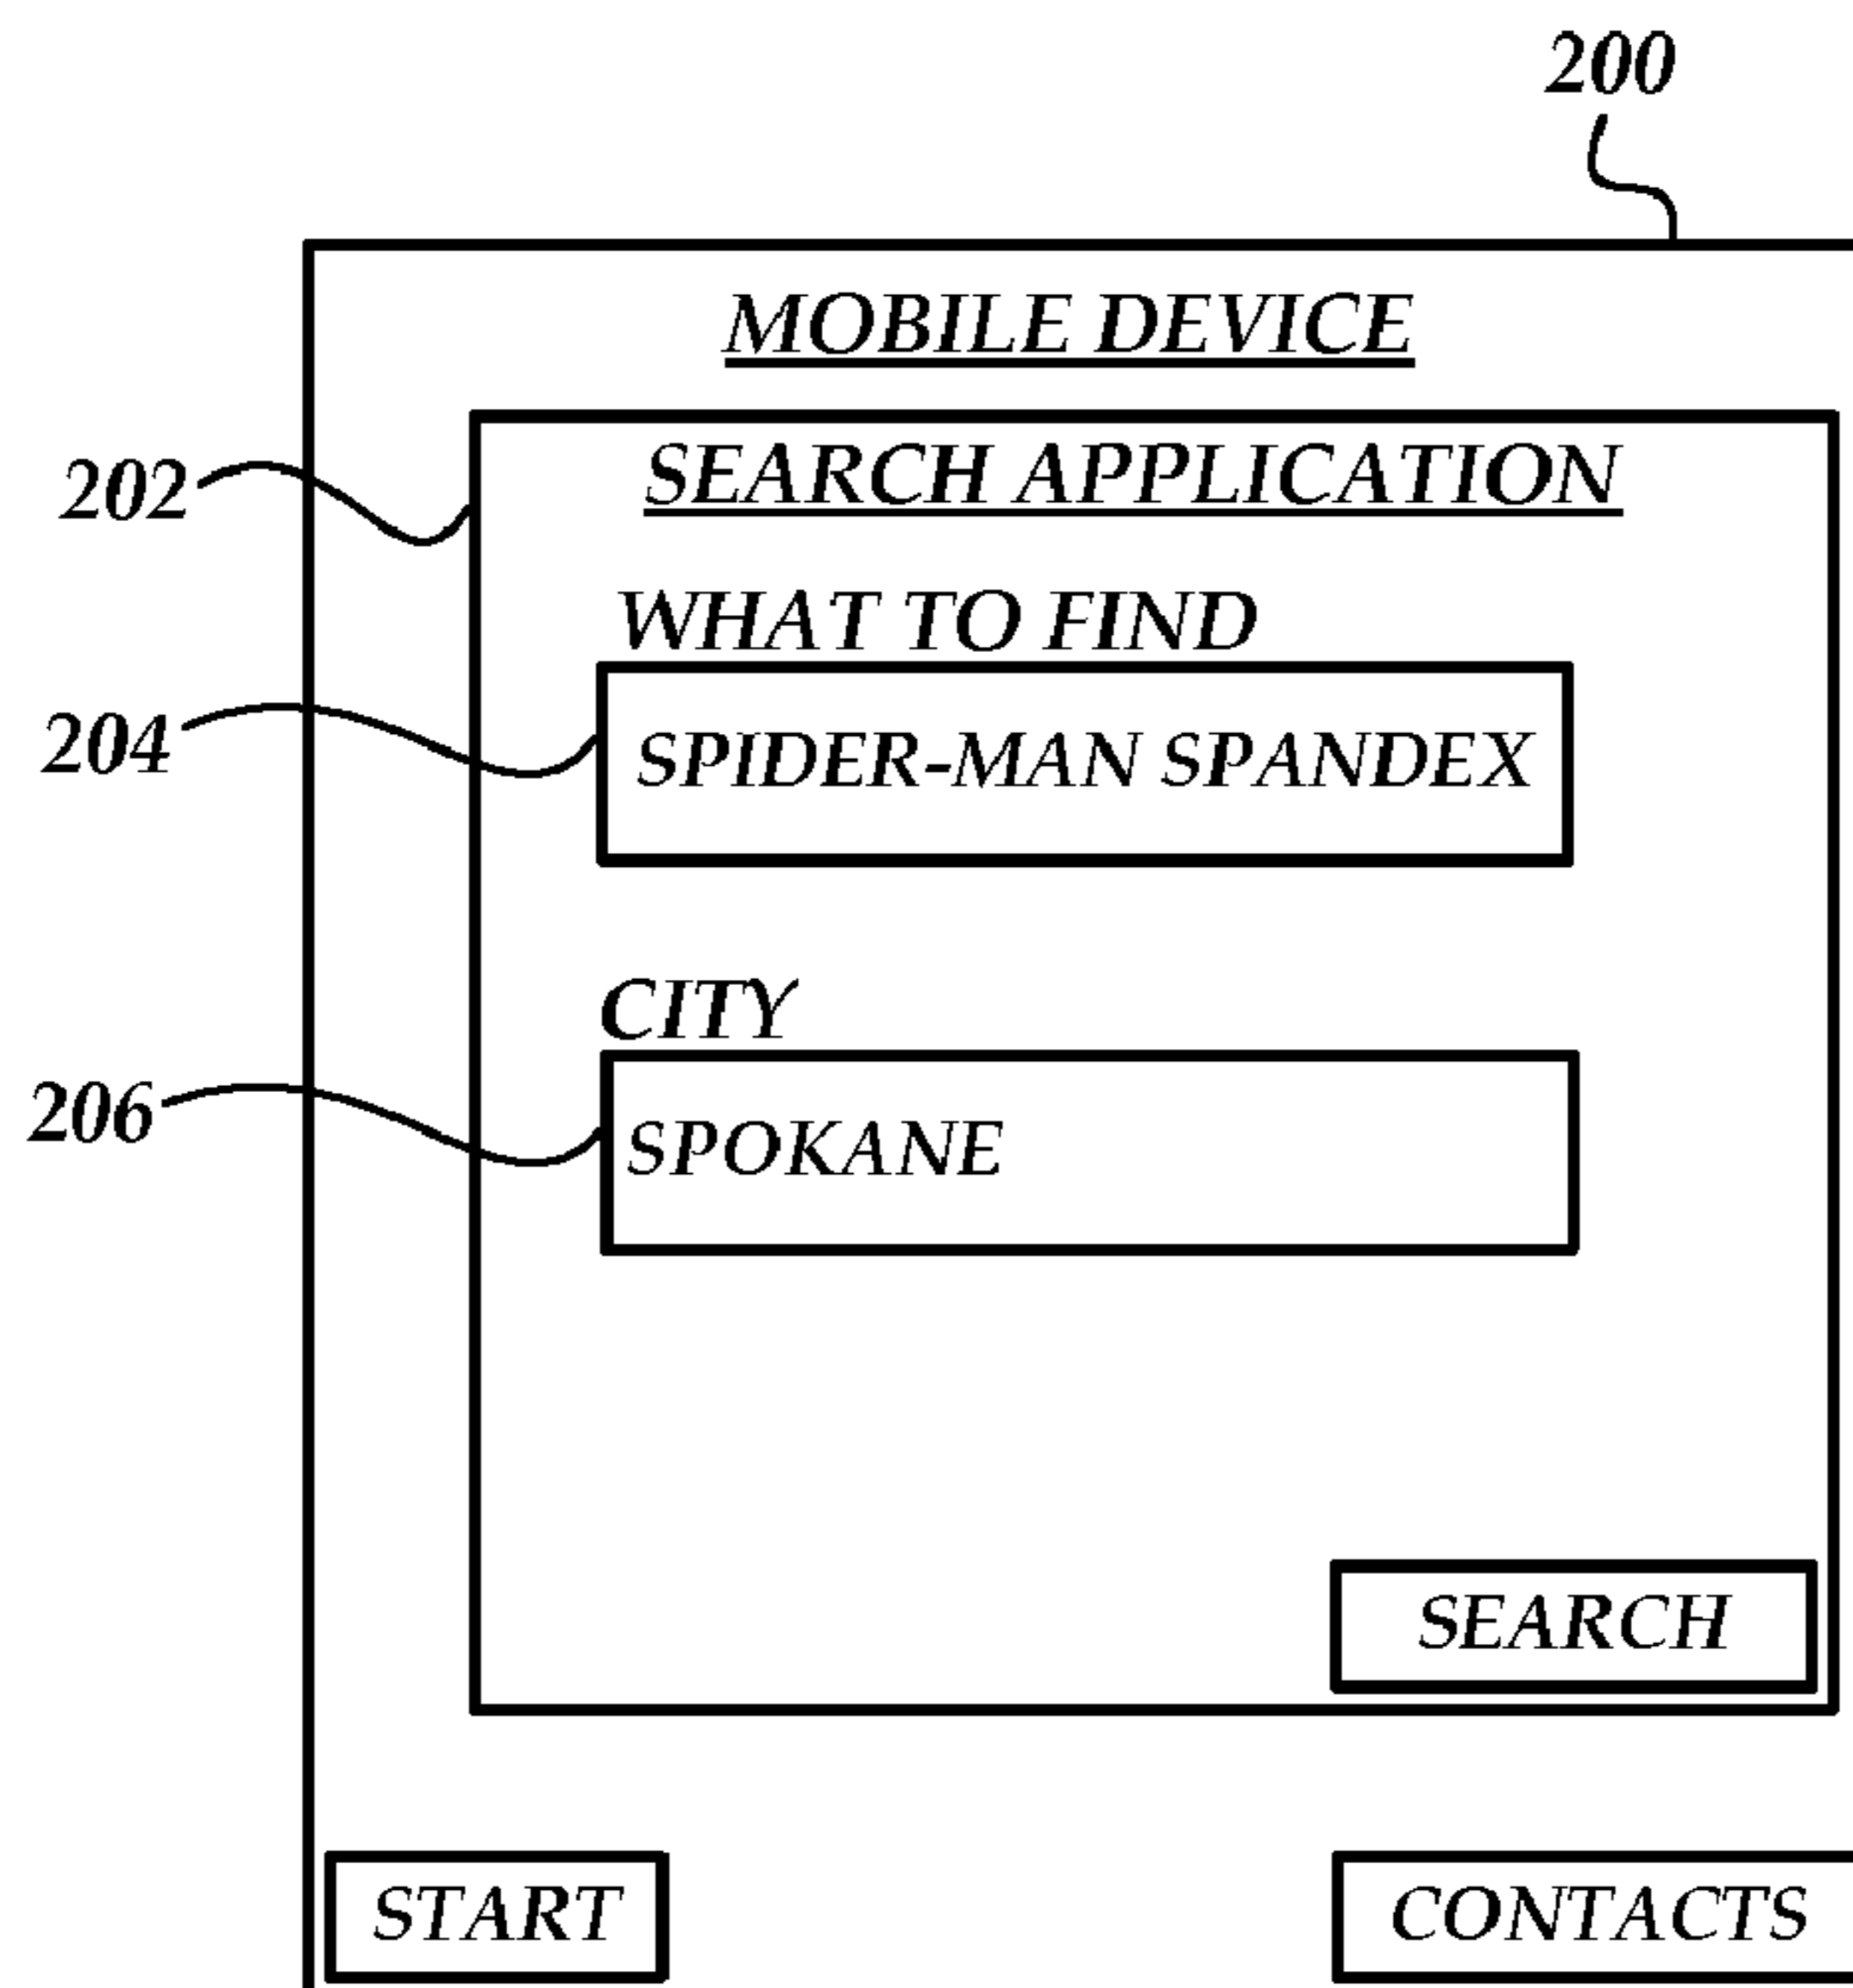 200
MOBILE DEVICE
202
SEARCH APPLICATION
WHAT TO FIND
204
SPIDER-MAN SPANDEX
CITY
206
SPOKANE
SEARCH
START
CONTACTS